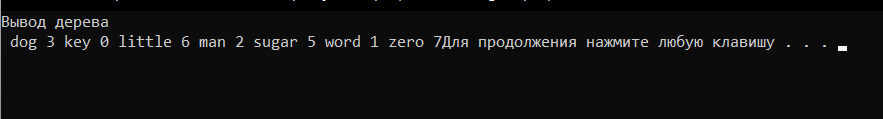 Вывод дерева
dog 3 key 0 little 6 man 2 sugar 5 word 1 zero 7Для продолжения нажмите любую клавишу . . .